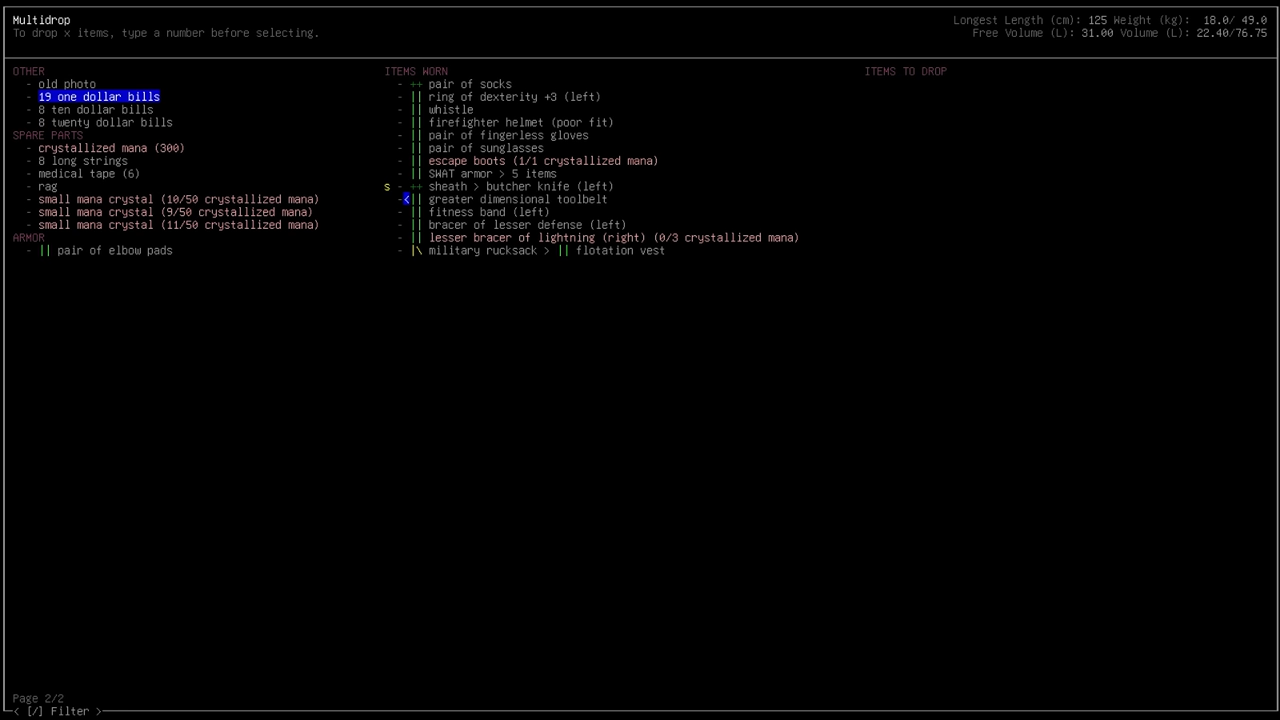 Multidrop
To drop x items, type a number before selecting.
Longest Length (cm): 125 Weight (kg): 18.0/ 49.0
Free Volume (L): 31.00 Volume (L): 22.40/76.75
OTHER
- old photo
- 19 one dollar bills
- 8 ten dollar bills
- 8 twenty dollar bills
SPARE PARTS
- crystallized mana (300)
- 8 long strings
- medical tape (6)
- rag
- small mana crystal (10/50 crystallized mana)
- small mana crystal (9/50 crystallized mana)
- small mana crystal (11/50 crystallized mana)
ARMOR
- || pair of elbow pads
ITEMS WORN
- ++ pair of socks
- || ring of dexterity +3 (left)
- || whistle
- || firefighter helmet (poor fit)
- || pair of fingerless gloves
- || pair of sunglasses
- || escape boots (1/1 crystallized mana)
- || SWAT armor > 5 items
s - ++ sheath > butcher knife (left)
-<|| greater dimensional toolbelt
- || fitness band (left)
- || bracer of lesser defense (left)
- || lesser bracer of lightning (right) (0/3 crystallized mana)
- |\ military rucksack > || flotation vest
ITEMS TO DROP
Page 2/2
< [/] Filter >